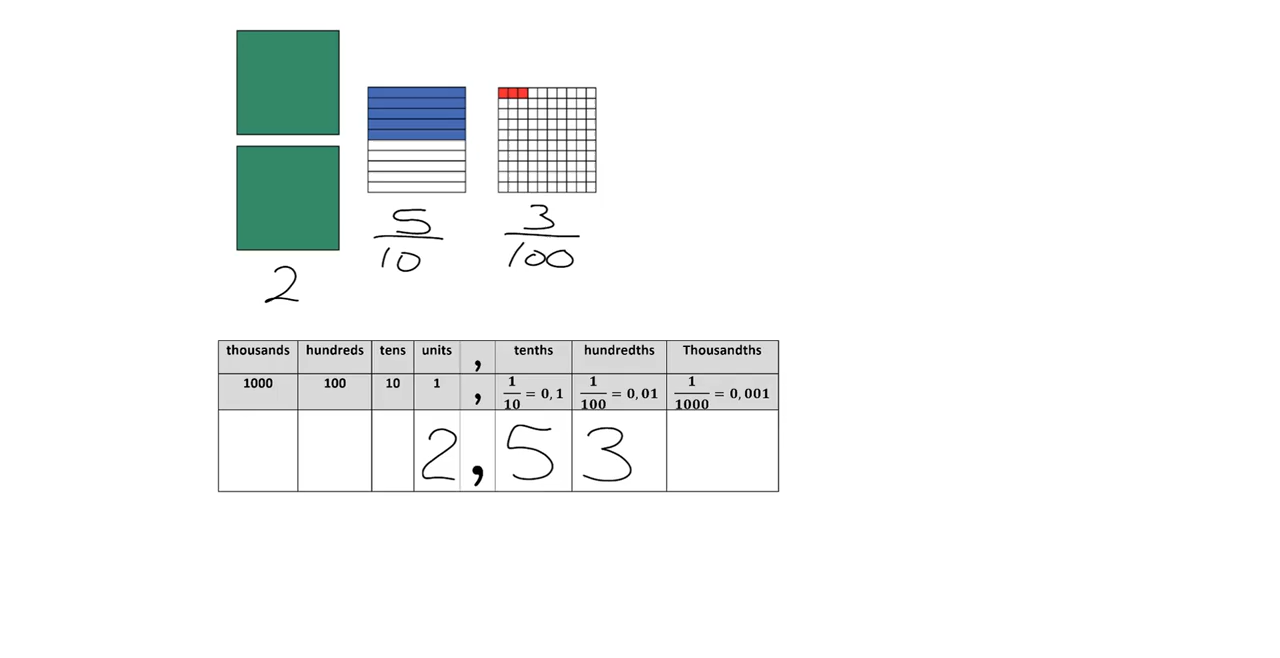 5/10 3/100
2
thousands hundreds tens units , tenths hundredths Thousandths
1000 100 10 1 , 1/10 = 0, 1 1/100 = 0, 01 1/1000 = 0, 001
2 , 5 3